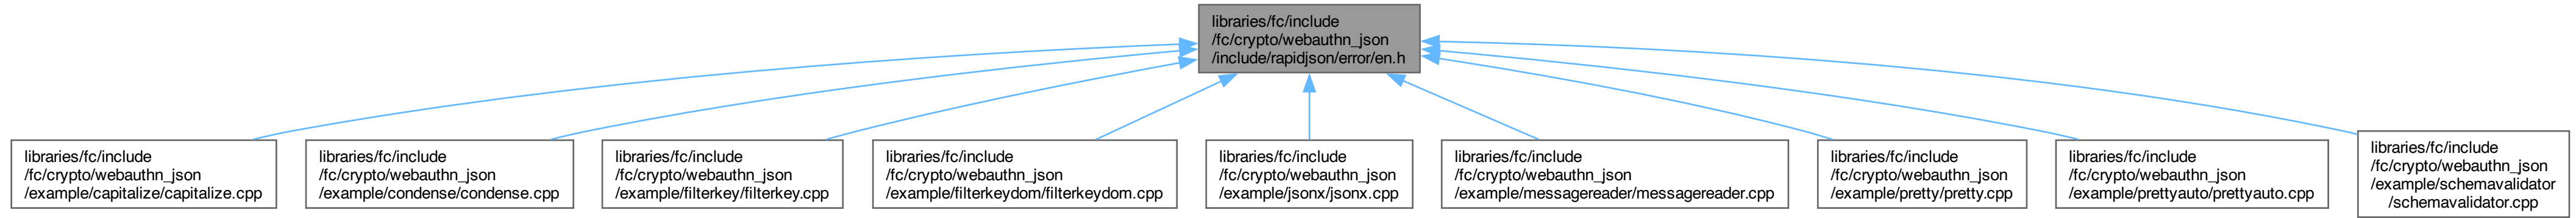 libraries/fc/include
/fc/crypto/webauthn_json
/include/rapidjson/error/en.h
libraries/fc/include
/fc/crypto/webauthn_json
/example/capitalize/capitalize.cpp
libraries/fc/include
/fc/crypto/webauthn_json
/example/condense/condense.cpp
libraries/fc/include
/fc/crypto/webauthn_json
/example/filterkey/filterkey.cpp
libraries/fc/include
/fc/crypto/webauthn_json
/example/filterkeydom/filterkeydom.cpp
libraries/fc/include
/fc/crypto/webauthn_json
/example/jsonx/jsonx.cpp
libraries/fc/include
/fc/crypto/webauthn_json
/example/messagereader/messagereader.cpp
libraries/fc/include
/fc/crypto/webauthn_json
/example/pretty/pretty.cpp
libraries/fc/include
/fc/crypto/webauthn_json
/example/prettyauto/prettyauto.cpp
libraries/fc/include
/fc/crypto/webauthn_json
/example/schemavalidator
/schemavalidator.cpp